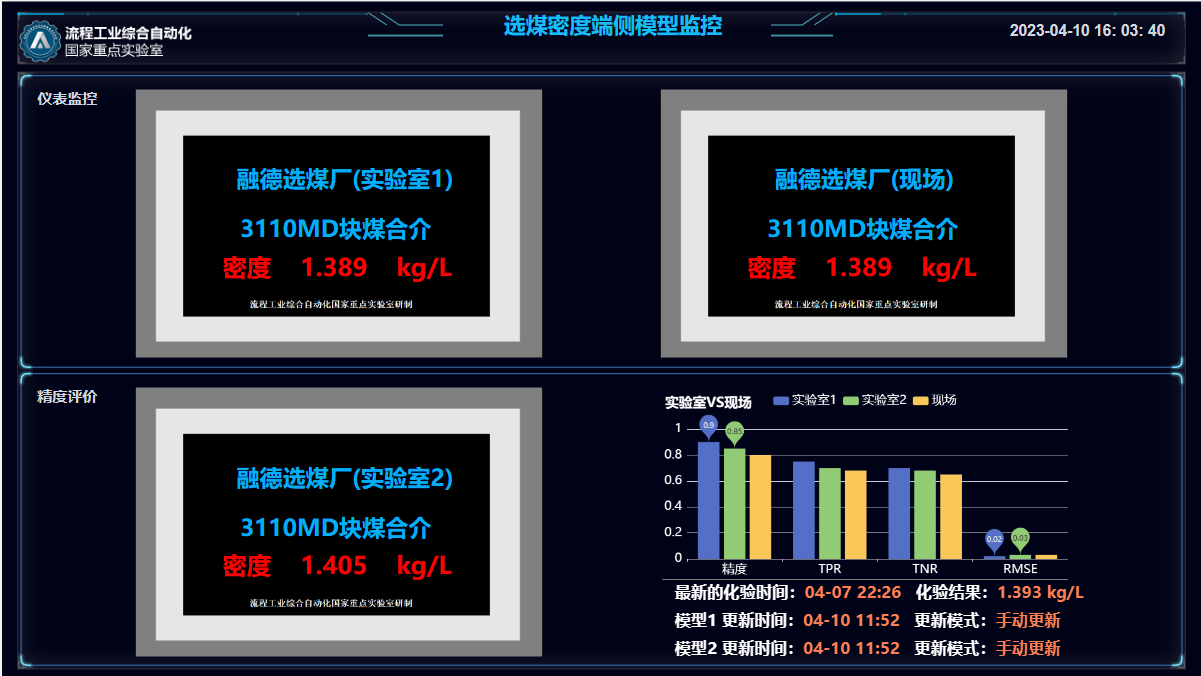 流程工业综合自动化
国家重点实验室
选煤密度端侧模型监控
2023-04-10 16: 03: 40
仪表监控
融德选煤厂(实验室1)
3110MD块煤合介
密度 1.389 kg/L
流程工业综合自动化国家重点实验室研制
融德选煤厂(现场)
3110MD块煤合介
密度 1.389 kg/L
流程工业综合自动化国家重点实验室研制
精度评价
融德选煤厂(实验室2)
3110MD块煤合介
密度 1.405 kg/L
流程工业综合自动化国家重点实验室研制
实验室VS现场 实验室1 实验室2 现场
0.9 0.85
1
0.8
0.6
0.4
0.2
0.02 0.03
0
精度 TPR TNR RMSE
最新的化验时间：04-07 22:26 化验结果：1.393 kg/L
模型1 更新时间：04-10 11:52 更新模式：手动更新
模型2 更新时间：04-10 11:52 更新模式：手动更新